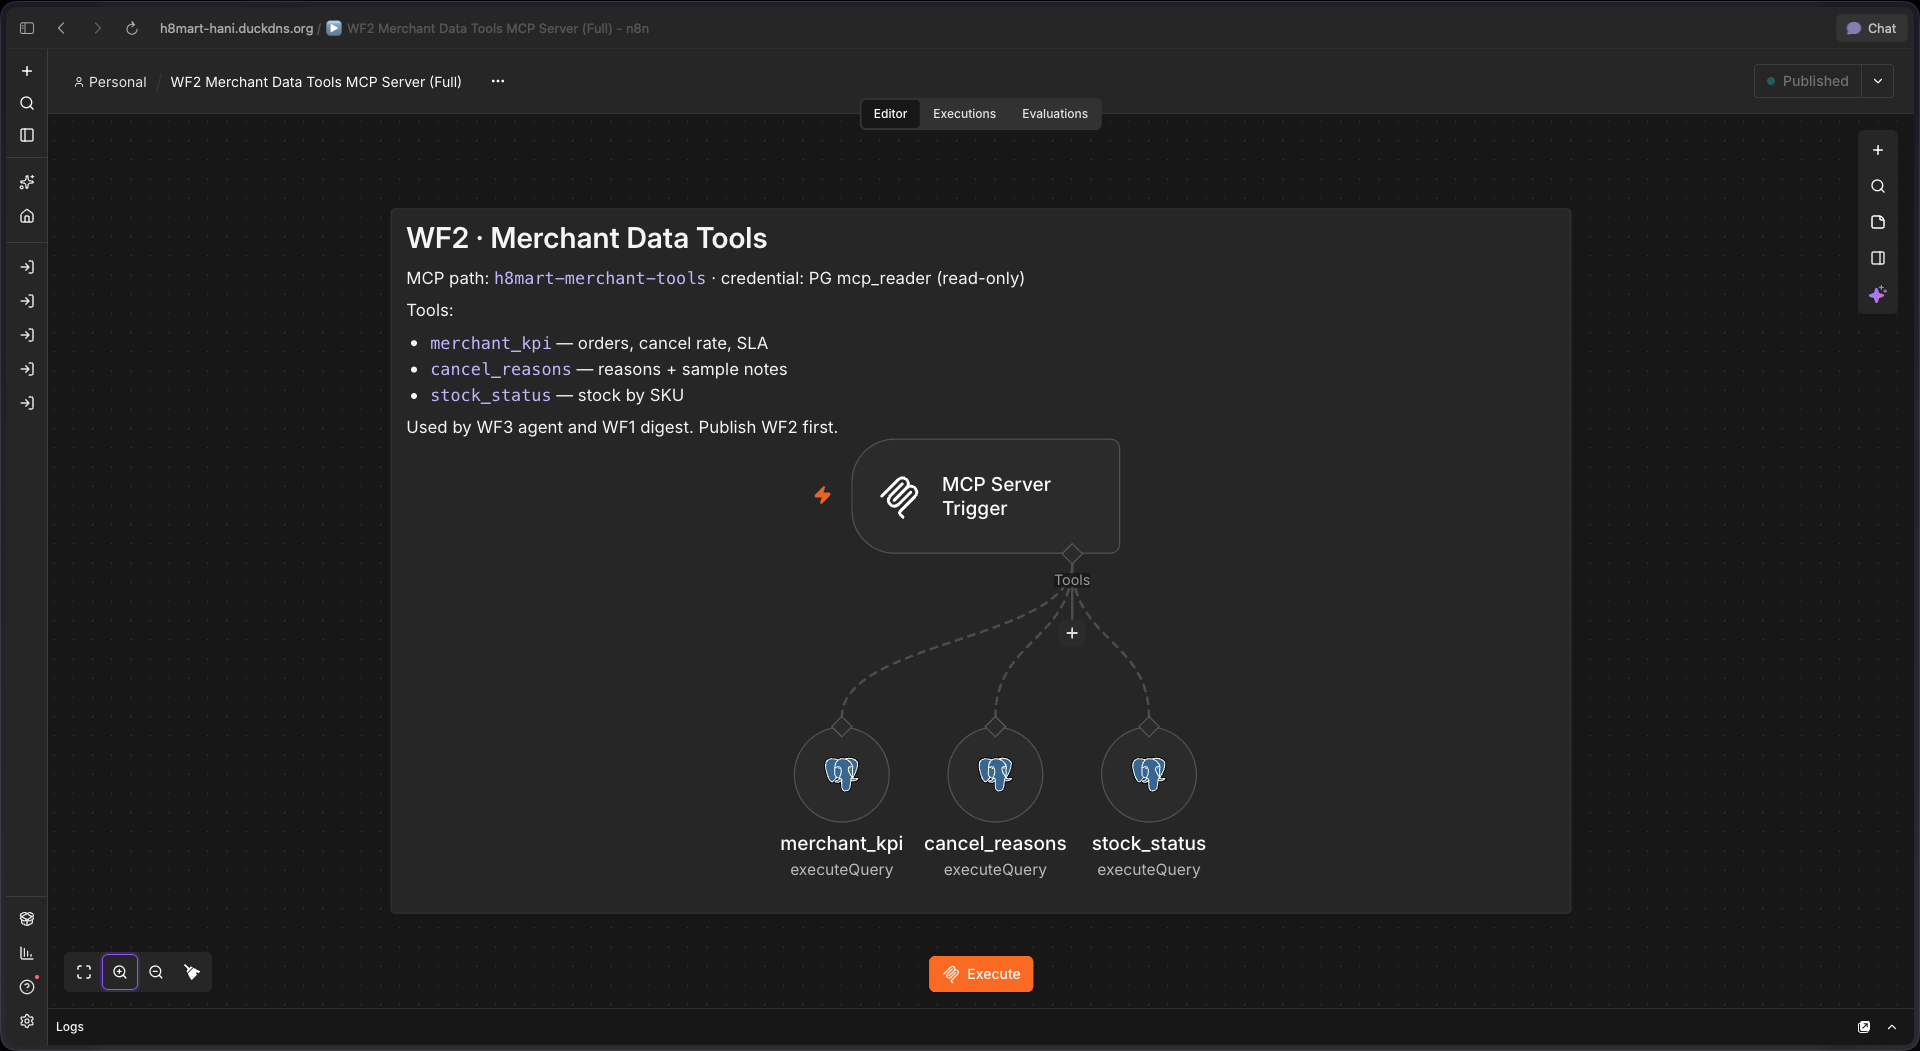 h8mart-hani.duckdns.org / WF2 Merchant Data Tools MCP Server (Full) - n8n
Chat
Personal / WF2 Merchant Data Tools MCP Server (Full) ...
Published
Editor Executions Evaluations
WF2 · Merchant Data Tools
MCP path: h8mart-merchant-tools · credential: PG mcp_reader (read-only)
Tools:
• merchant_kpi — orders, cancel rate, SLA
• cancel_reasons — reasons + sample notes
• stock_status — stock by SKU
Used by WF3 agent and WF1 digest. Publish WF2 first.
MCP Server
Trigger
Tools
merchant_kpi cancel_reasons stock_status
executeQuery executeQuery executeQuery
Execute
Logs